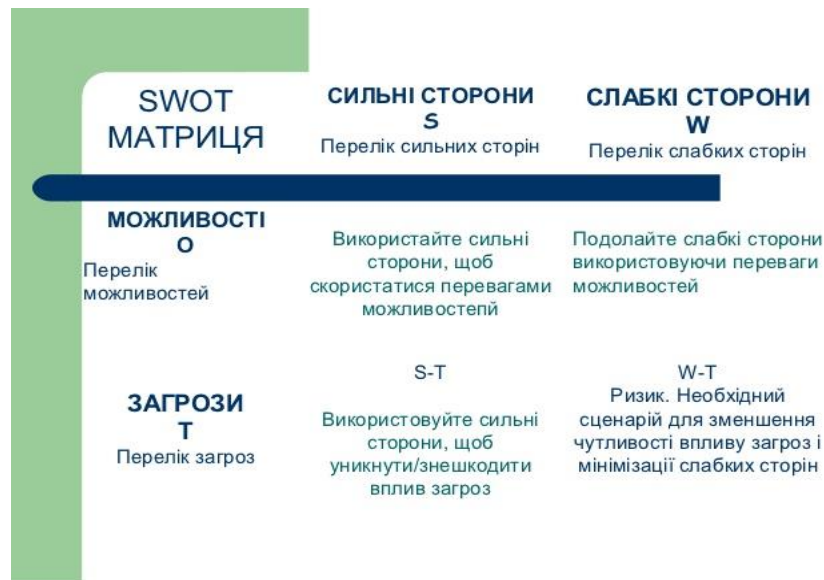 SWOT
МАТРИЦЯ
СИЛЬНІ СТОРОНИ
S
Перелік сильних сторін
СЛАБКІ СТОРОНИ
W
Перелік слабких сторін
МОЖЛИВОСТІ
О
Перелік
можливостей
Використайте сильні
сторони, щоб
скористатися перевагами
можливостепй
Подолайте слабкі сторони
використовуючи переваги
можливостей
ЗАГРОЗИ
Т
Перелік загроз
S-T
Використовуйте сильні
сторони, щоб
уникнути/знешкодити
вплив загроз
W-T
Ризик. Необхідний
сценарій для зменшення
чутливості впливу загроз і
мінімізації слабких сторін